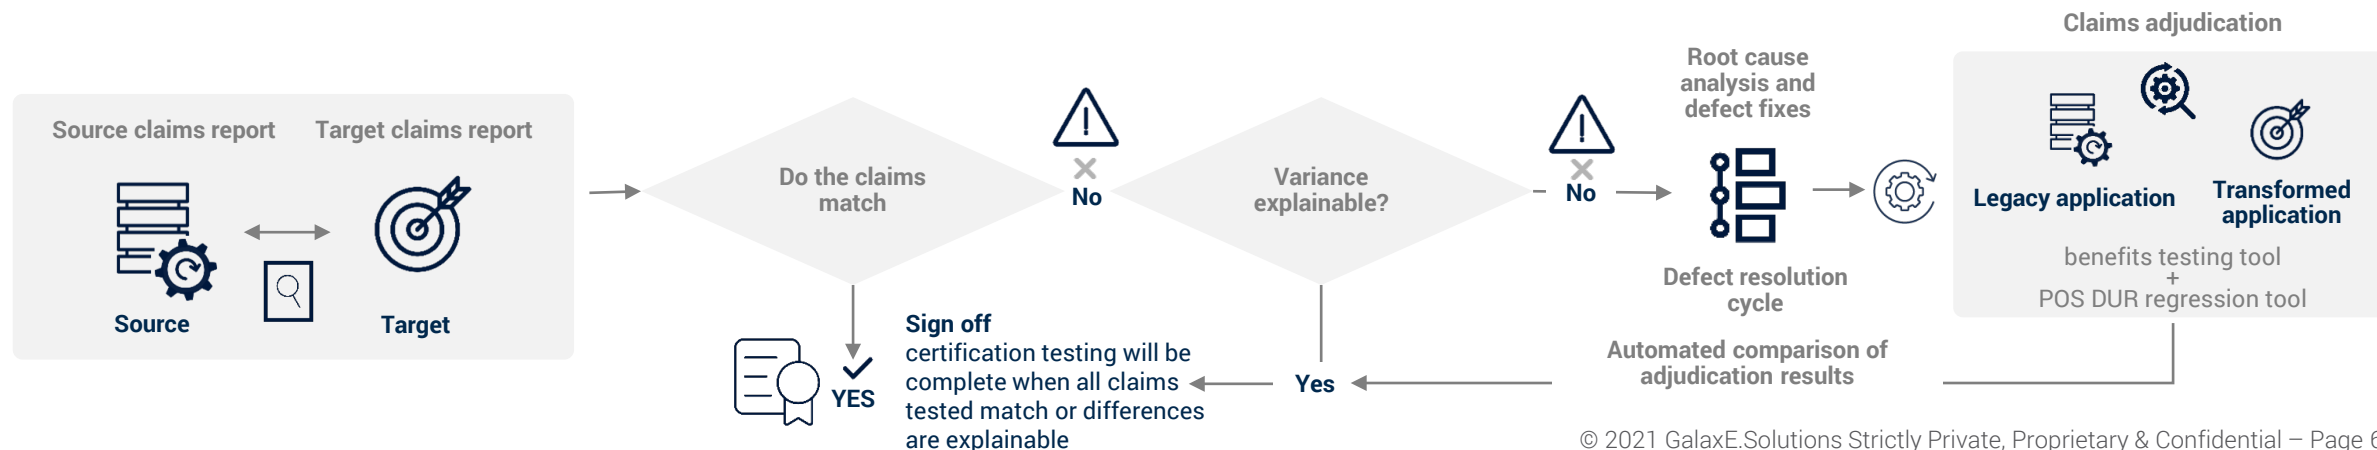 Source claims report
Target claims report
Source
Target
Do the claims
match
YES
Sign off
certification testing will be
complete when all claims
tested match or differences
are explainable
No
Variance
explainable?
Yes
No
Root cause
analysis and
defect fixes
Defect resolution
cycle
Automated comparison of
adjudication results
Claims adjudication
Legacy application
Transformed
application
benefits testing tool
+
POS DUR regression tool
© 2021 GalaxE.Solutions Strictly Private, Proprietary & Confidential – Page 6